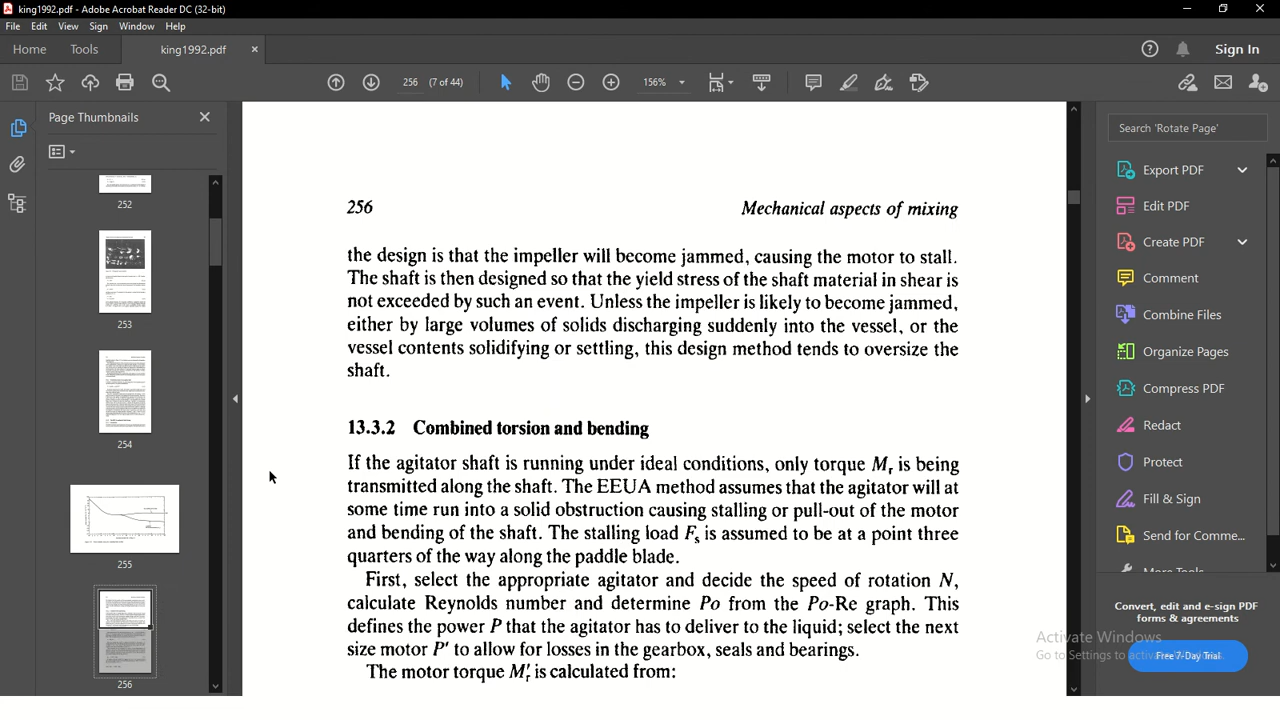 king1992.pdf - Adobe Acrobat Reader DC (32-bit)
File Edit View Sign Window Help
Home Tools king1992.pdf × Sign In
256 (7 of 44) 156%
Page Thumbnails
252
253
254
255
256
256 Mechanical aspects of mixing
the design is that the impeller will become jammed, causing the motor to stall.
The shaft is then designed so that the yield stress of the shaft material in shear is
not exceeded by such an event. Unless the impeller is likely to become jammed,
either by large volumes of solids discharging suddenly into the vessel, or the
vessel contents solidifying or settling, this design method tends to oversize the
shaft.
13.3.2 Combined torsion and bending
If the agitator shaft is running under ideal conditions, only torque Mr is being
transmitted along the shaft. The EEUA method assumes that the agitator will at
some time run into a solid obstruction causing stalling or pull-out of the motor
and bending of the shaft. The stalling load Fs is assumed to be at a point three
quarters of the way along the paddle blade.
First, select the appropriate agitator and decide the speed of rotation N,
calculate Reynolds number and determine Po from the Po-Re graph. This
defines the power P that the agitator has to deliver to the liquid; select the next
size motor P′ to allow for losses in the gearbox, seals and bearings.
The motor torque M′r is calculated from:
Search 'Rotate Page'
Export PDF
Edit PDF
Create PDF
Comment
Combine Files
Organize Pages
Compress PDF
Redact
Protect
Fill & Sign
Send for Comme...
More Tools
Convert, edit and e-sign PDF
forms & agreements
Free 7-Day Trial
Activate Windows
Go to Settings to activate